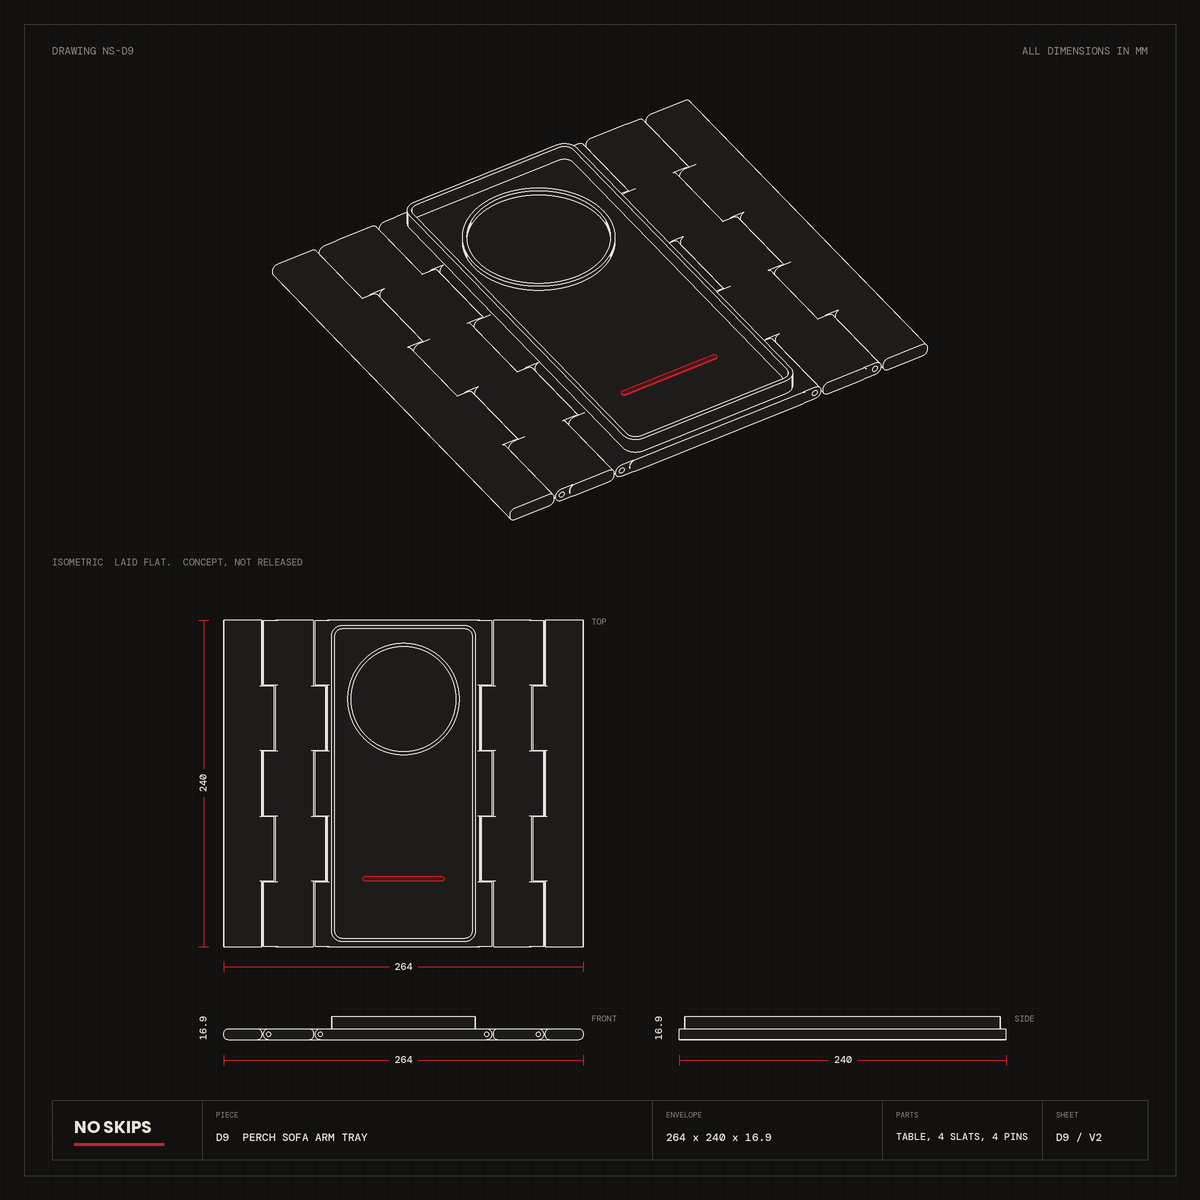 DRAWING NS-D9
ALL DIMENSIONS IN MM
ISOMETRIC  LAID FLAT.  CONCEPT, NOT RELEASED
TOP
240
264
16.9
FRONT
264
16.9
SIDE
240
NO SKIPS
PIECE
D9  PERCH SOFA ARM TRAY
ENVELOPE
264 x 240 x 16.9
PARTS
TABLE, 4 SLATS, 4 PINS
SHEET
D9 / V2